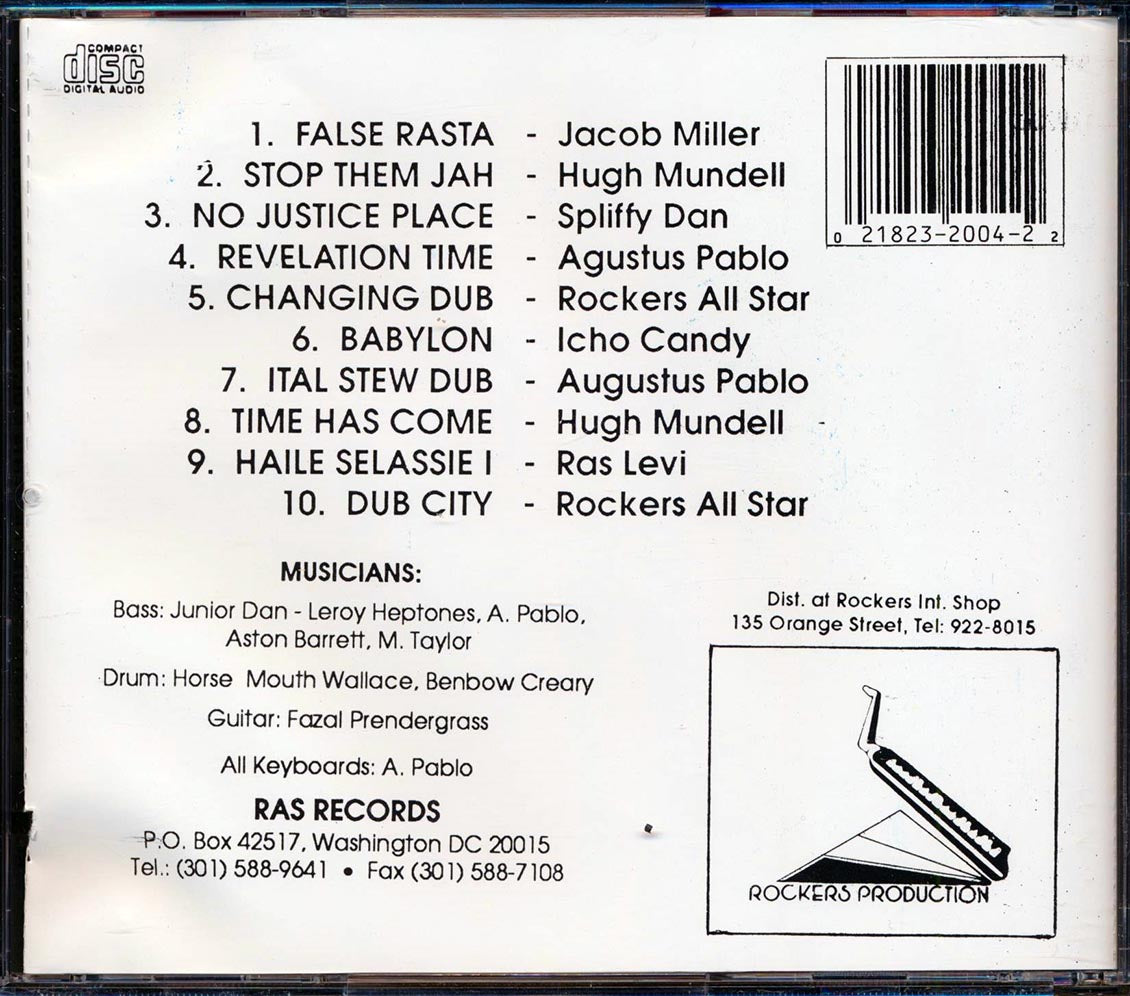 COMPACT
disc
DIGITAL AUDIO
1. FALSE RASTA - Jacob Miller
2. STOP THEM JAH - Hugh Mundell
3. NO JUSTICE PLACE - Spliffy Dan
4. REVELATION TIME - Agustus Pablo
5. CHANGING DUB - Rockers All Star
6. BABYLON - Icho Candy
7. ITAL STEW DUB - Augustus Pablo
8. TIME HAS COME - Hugh Mundell
9. HAILE SELASSIE I - Ras Levi
10. DUB CITY - Rockers All Star
0 21823-2004-2 2
MUSICIANS:
Bass: Junior Dan - Leroy Heptones, A. Pablo,
Aston Barrett, M. Taylor
Drum: Horse Mouth Wallace, Benbow Creary
Guitar: Fazal Prendergrass
All Keyboards: A. Pablo
RAS RECORDS
P.O. Box 42517, Washington DC 20015
Tel.: (301) 588-9641 • Fax (301) 588-7108
Dist. at Rockers Int. Shop
135 Orange Street, Tel: 922-8015
ROCKERS PRODUCTION